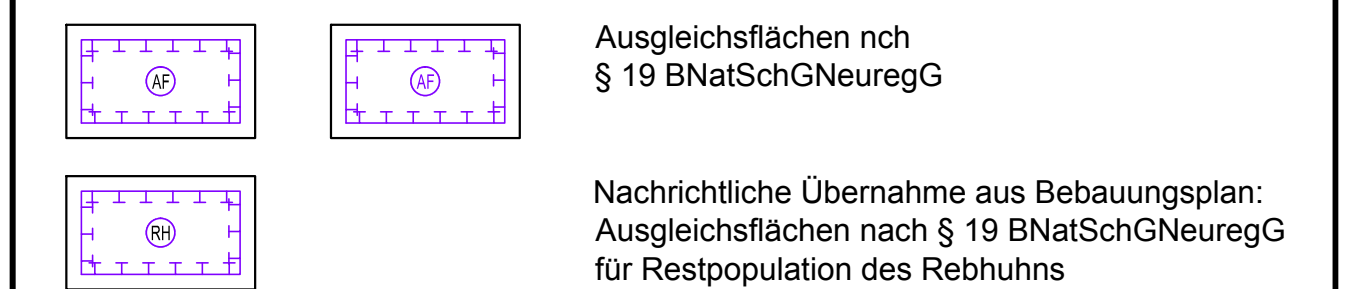 AF AF
Ausgleichsflächen nch
§ 19 BNatSchGNeuregG
RH
Nachrichtliche Übernahme aus Bebauungsplan:
Ausgleichsflächen nach § 19 BNatSchGNeuregG
für Restpopulation des Rebhuhns